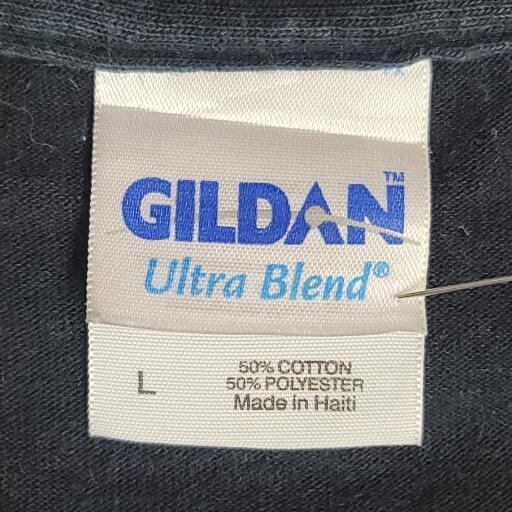 GILDAN™
Ultra Blend®
L
50% COTTON
50% POLYESTER
Made in Haiti